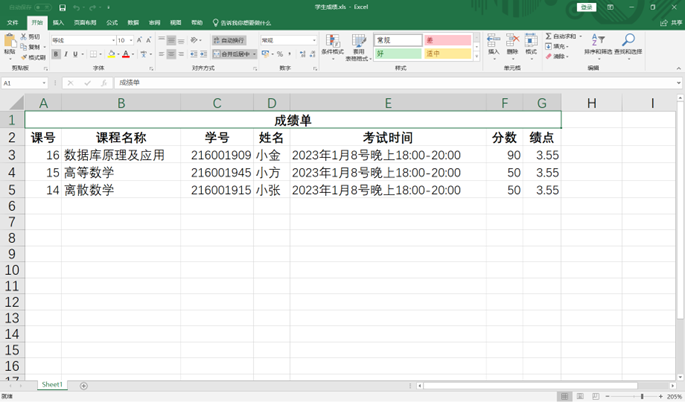 学生成绩.xls - Excel
登录
文件 开始 插入 页面布局 公式 数据 审阅 视图 帮助 告诉我你想要做什么 共享
粘贴 剪切 复制 格式刷 剪贴板
等线 10 B I U 字体
自动换行 合并后居中 对齐方式
常规 % 数字
条件格式 套用表格格式 常规 差 好 适中 样式
插入 删除 格式 单元格
自动求和 填充 清除 排序和筛选 查找和选择 编辑
A1 fx 成绩单
A B C D E F G H I
1 成绩单
2 课号 课程名称 学号 姓名 考试时间 分数 绩点
3 16 数据库原理及应用 216001909 小金 2023年1月8号晚上18:00-20:00 90 3.55
4 15 高等数学 216001945 小方 2023年1月8号晚上18:00-20:00 50 3.55
5 14 离散数学 216001915 小张 2023年1月8号晚上18:00-20:00 50 3.55
6
7
8
9
10
11
12
13
14
15
16
17
Sheet1
就绪 205%